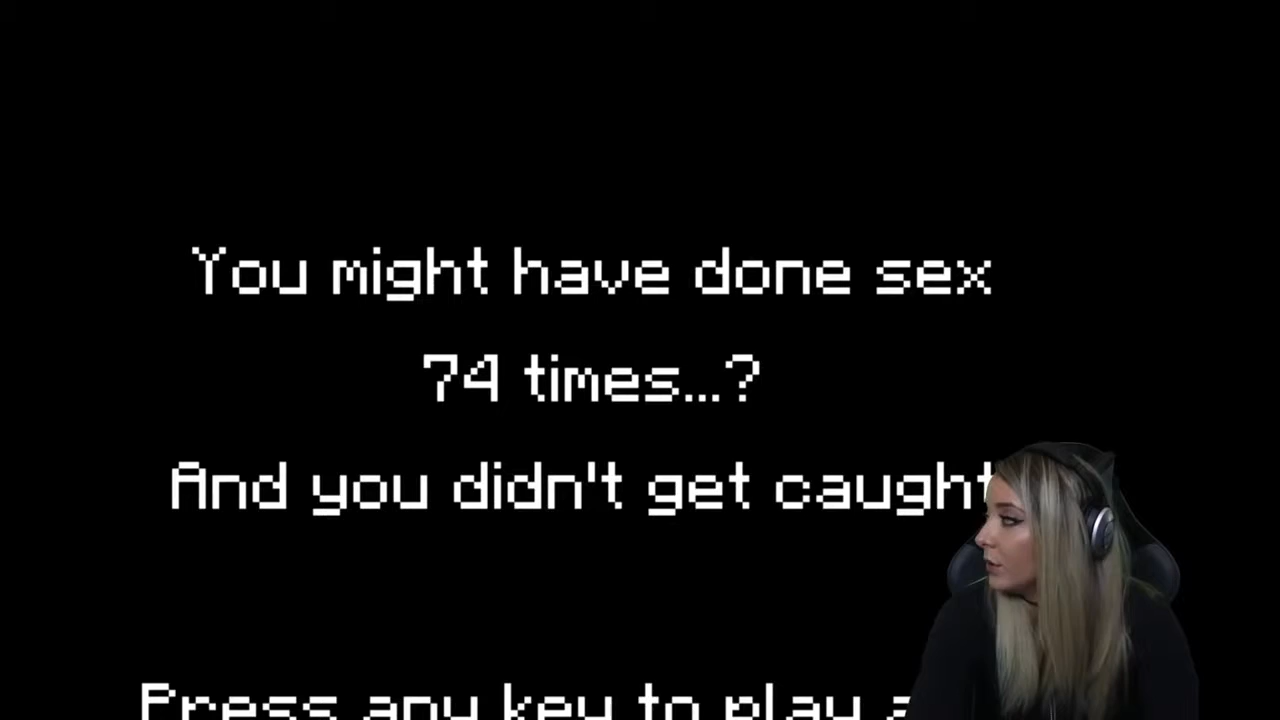 You might have done sex
74 times...?
And you didn't get caught
Press any key to play